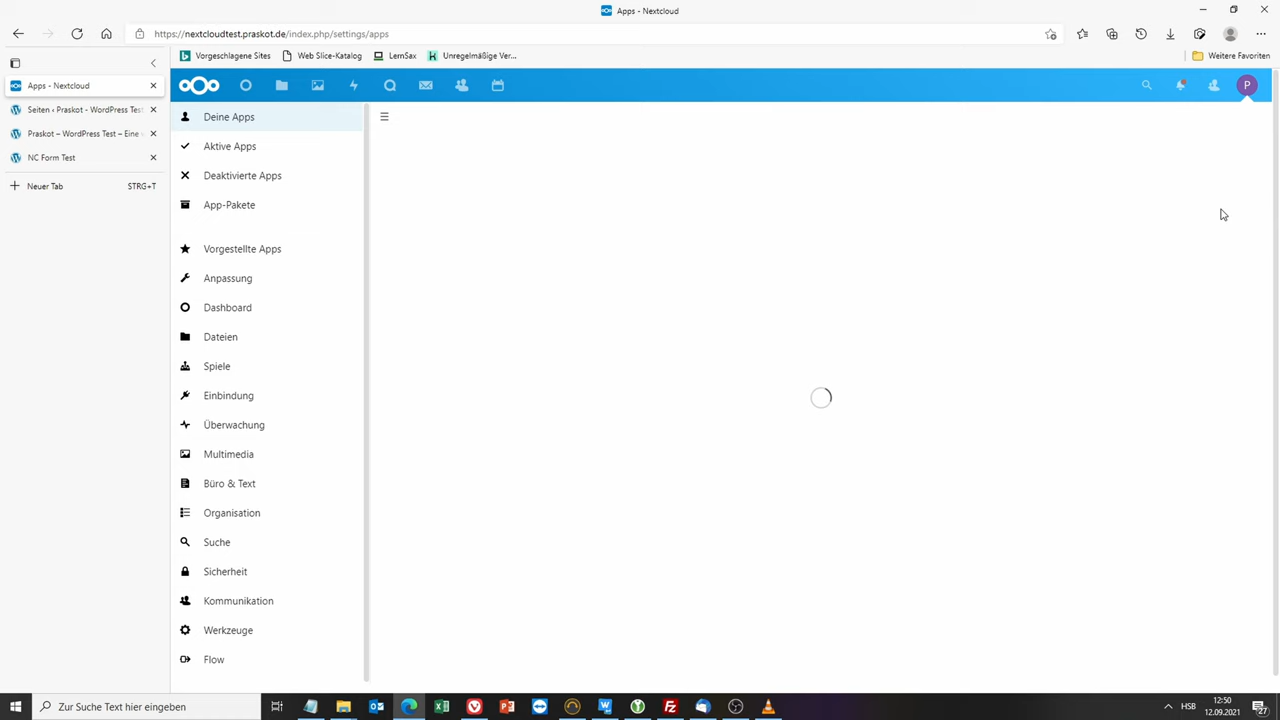 Apps - Nextcloud
https://nextcloudtest.praskot.de/index.php/settings/apps
Vorgeschlagene Sites
Web Slice-Katalog
LernSax
Unregelmäßige Ver...
Weitere Favoriten
Apps - Nextcloud
Seiten ‹ Praskot - WordPress Test
Praskot – WordPress Test – Eine
NC Form Test
Neuer Tab
STRG+T
P
Deine Apps
Aktive Apps
Deaktivierte Apps
App-Pakete
Vorgestellte Apps
Anpassung
Dashboard
Dateien
Spiele
Einbindung
Überwachung
Multimedia
Büro & Text
Organisation
Suche
Sicherheit
Kommunikation
Werkzeuge
Flow
Zur Suche Text hier eingeben
HSB
12:50
12.09.2021
27